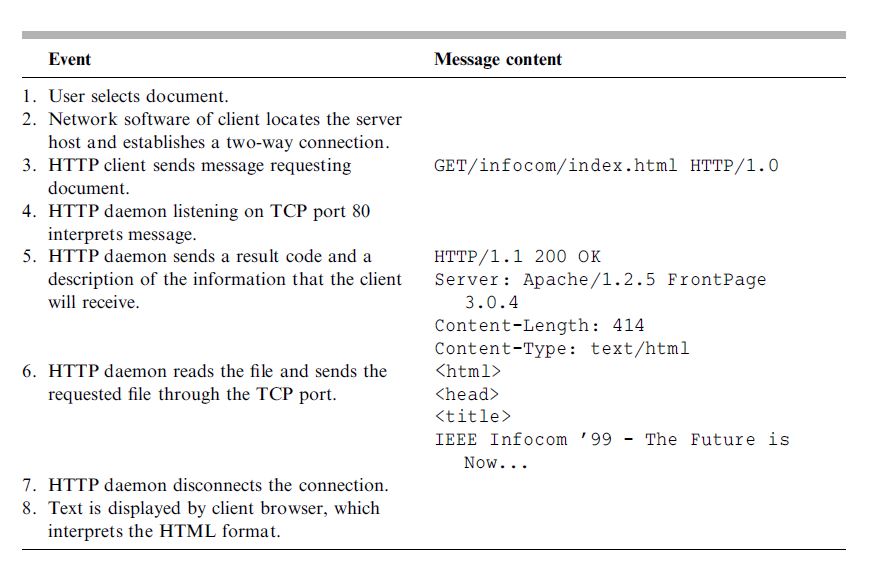 Event Message content
1. User selects document.
2. Network software of client locates the server
host and establishes a two-way connection.
3. HTTP client sends message requesting GET/infocom/index.html HTTP/1.0
document.
4. HTTP daemon listening on TCP port 80
interprets message.
5. HTTP daemon sends a result code and a HTTP/1.1 200 OK
description of the information that the client Server: Apache/1.2.5 FrontPage
will receive. 3.0.4
Content-Length: 414
Content-Type: text/html
6. HTTP daemon reads the file and sends the <html>
requested file through the TCP port. <head>
<title>
IEEE Infocom ’99 - The Future is
Now...
7. HTTP daemon disconnects the connection.
8. Text is displayed by client browser, which
interprets the HTML format.